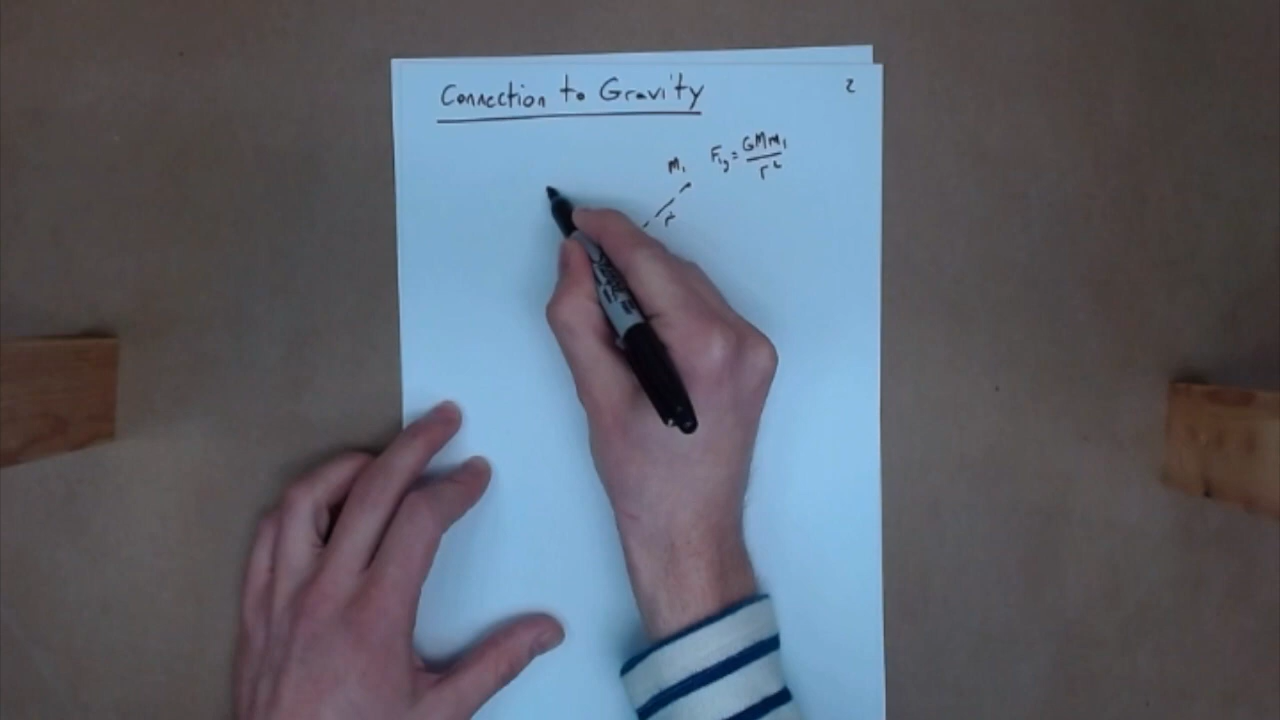 Connection to Gravity
2
m₁ F₁g = GMm₁/r²
r